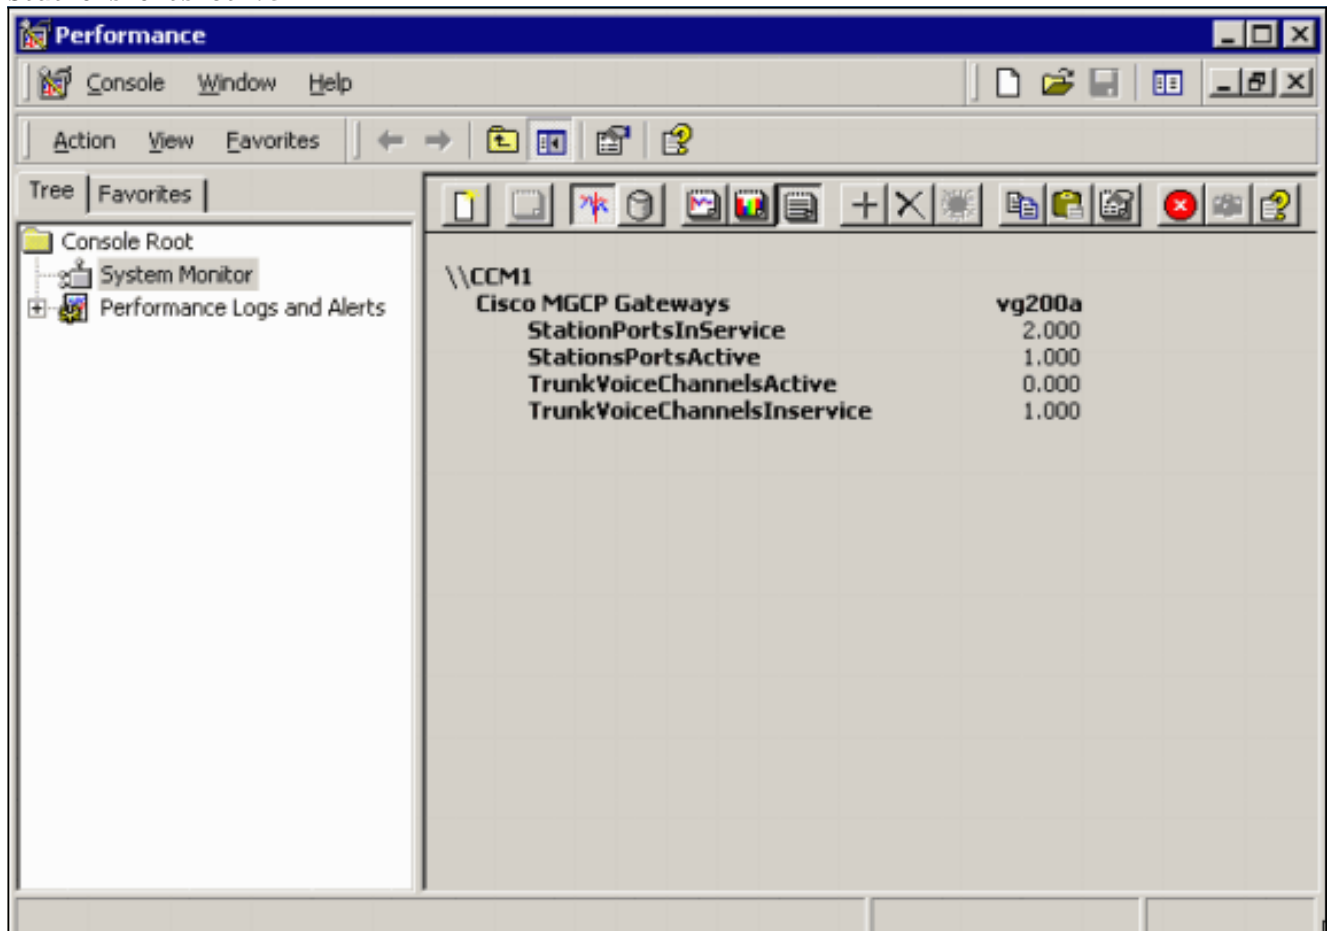 Performance
Console Window Help
Action View Favorites
Tree Favorites
Console Root
System Monitor
Performance Logs and Alerts
\\CCM1
Cisco MGCP Gateways vg200a
StationPortsInService 2.000
StationsPortsActive 1.000
TrunkVoiceChannelsActive 0.000
TrunkVoiceChannelsInservice 1.000